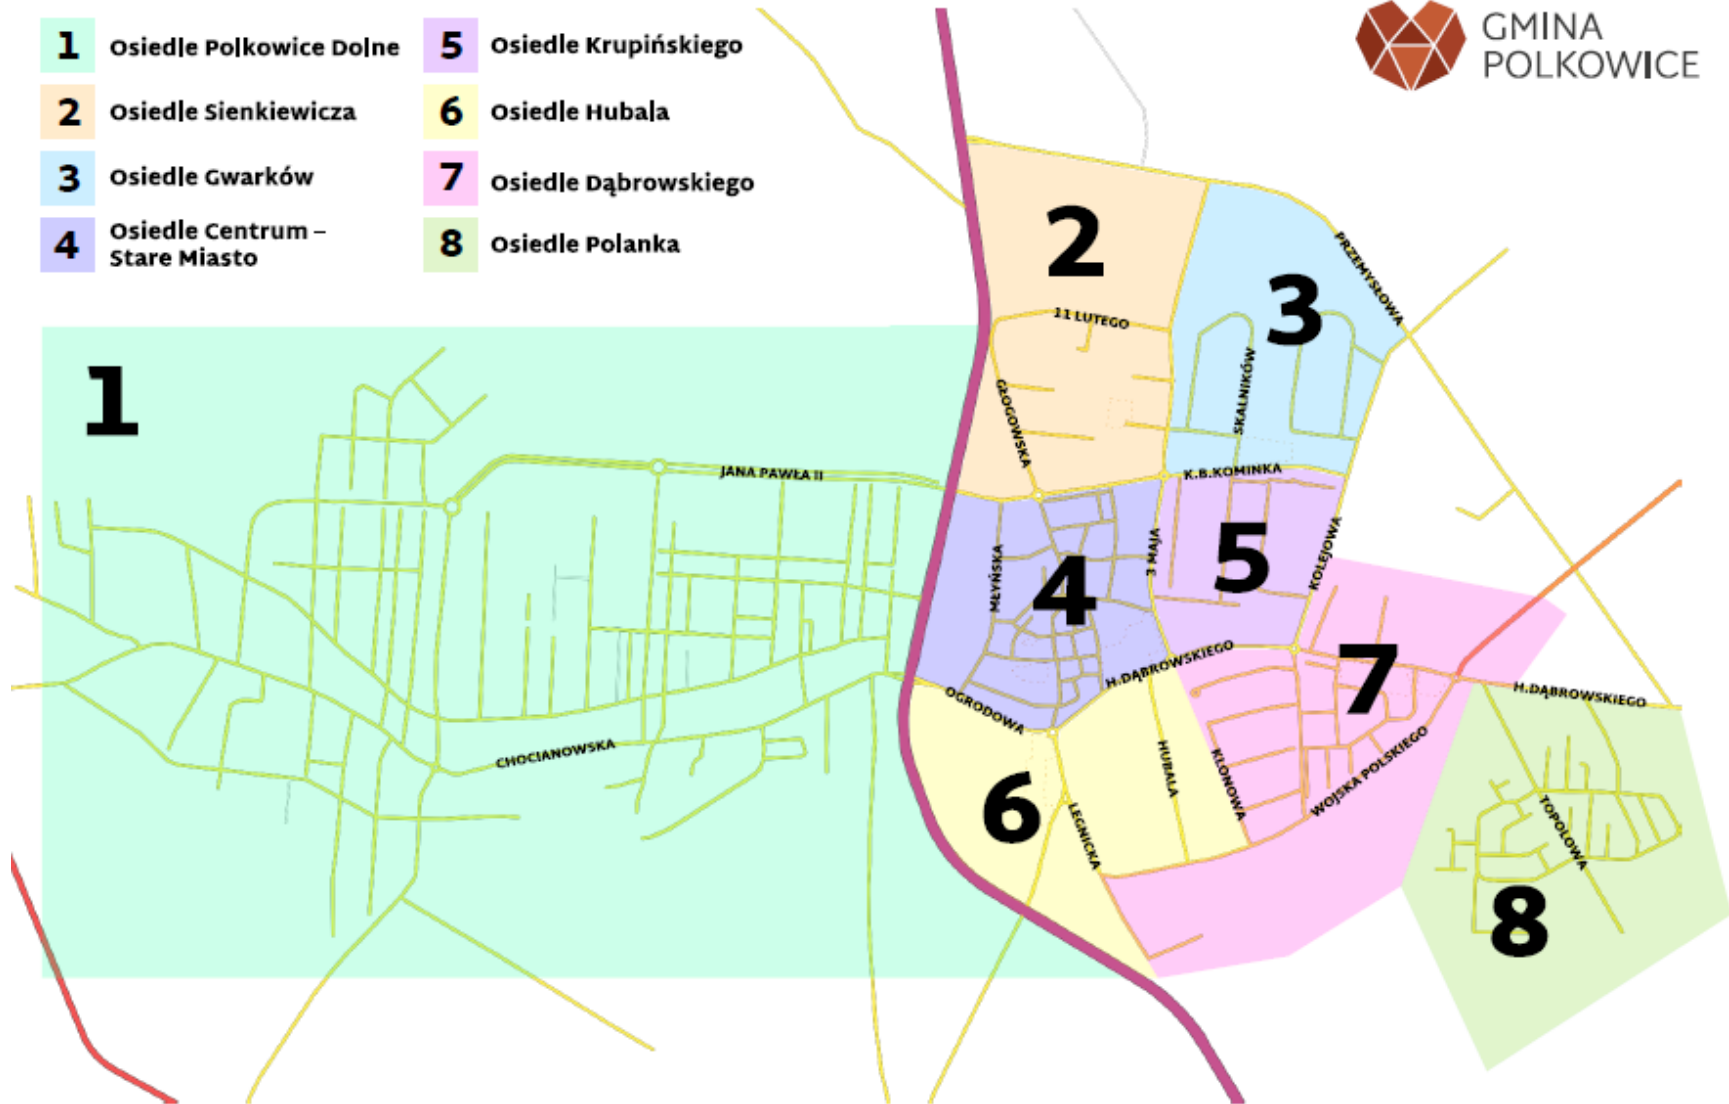 1 Osiedle Polkowice Dolne
2 Osiedle Sienkiewicza
3 Osiedle Gwarków
4 Osiedle Centrum –
Stare Miasto
5 Osiedle Krupińskiego
6 Osiedle Hubala
7 Osiedle Dąbrowskiego
8 Osiedle Polanka
GMINA
POLKOWICE
2
3
PRZEMYSŁOWA
11 LUTEGO
1
GŁOGOWSKA
SKALNIKÓW
JANA PAWŁA II
K.B.KOMINKA
MŁYŃSKA
4
3 MAJA
5
KOLEJOWA
H.DĄBROWSKIEGO
7
H.DĄBROWSKIEGO
OGRODOWA
CHOCIANOWSKA
6
LEGNICKA
HUBALA
KLONOWA
WOJSKA POLSKIEGO
TOPOLOWA
8